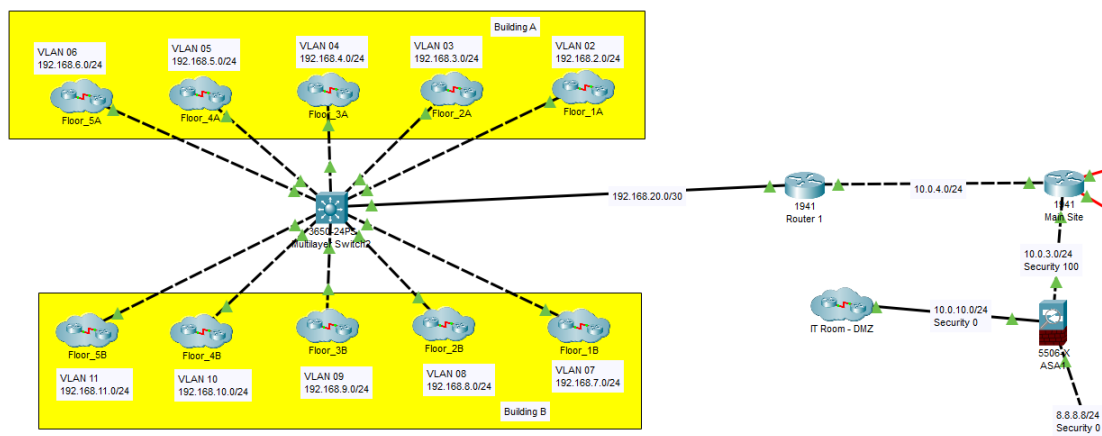 Building A
VLAN 06
192.168.6.0/24
VLAN 05
192.168.5.0/24
VLAN 04
192.168.4.0/24
VLAN 03
192.168.3.0/24
VLAN 02
192.168.2.0/24
Floor_5A
Floor_4A
Floor_3A
Floor_2A
Floor_1A
3650-24PS
Multilayer Switch2
192.168.20.0/30
1941
Router 1
10.0.4.0/24
1941
Main Site
10.0.3.0/24
Security 100
IT Room - DMZ
10.0.10.0/24
Security 0
5506-X
8.8.8.8/24
Security 0
Floor_5B
Floor_4B
Floor_3B
Floor_2B
Floor_1B
VLAN 11
192.168.11.0/24
VLAN 10
192.168.10.0/24
VLAN 09
192.168.9.0/24
VLAN 08
192.168.8.0/24
VLAN 07
192.168.7.0/24
Building B